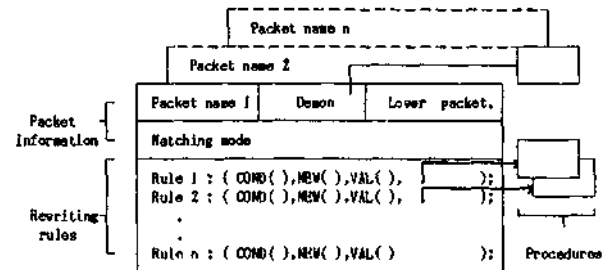 Packet name n
Packet name 2
Packet name 1 Demon Lower packet,
Packet information
Matching mode
Rule 1 : ( COND( ),NEW( ),VAL( ), );
Rule 2 : ( COND( ),NEW( ),VAL( ), );
.
.
Rewriting rules
Rule n : ( COND( ),NEW( ),VAL( ) );
Procedures